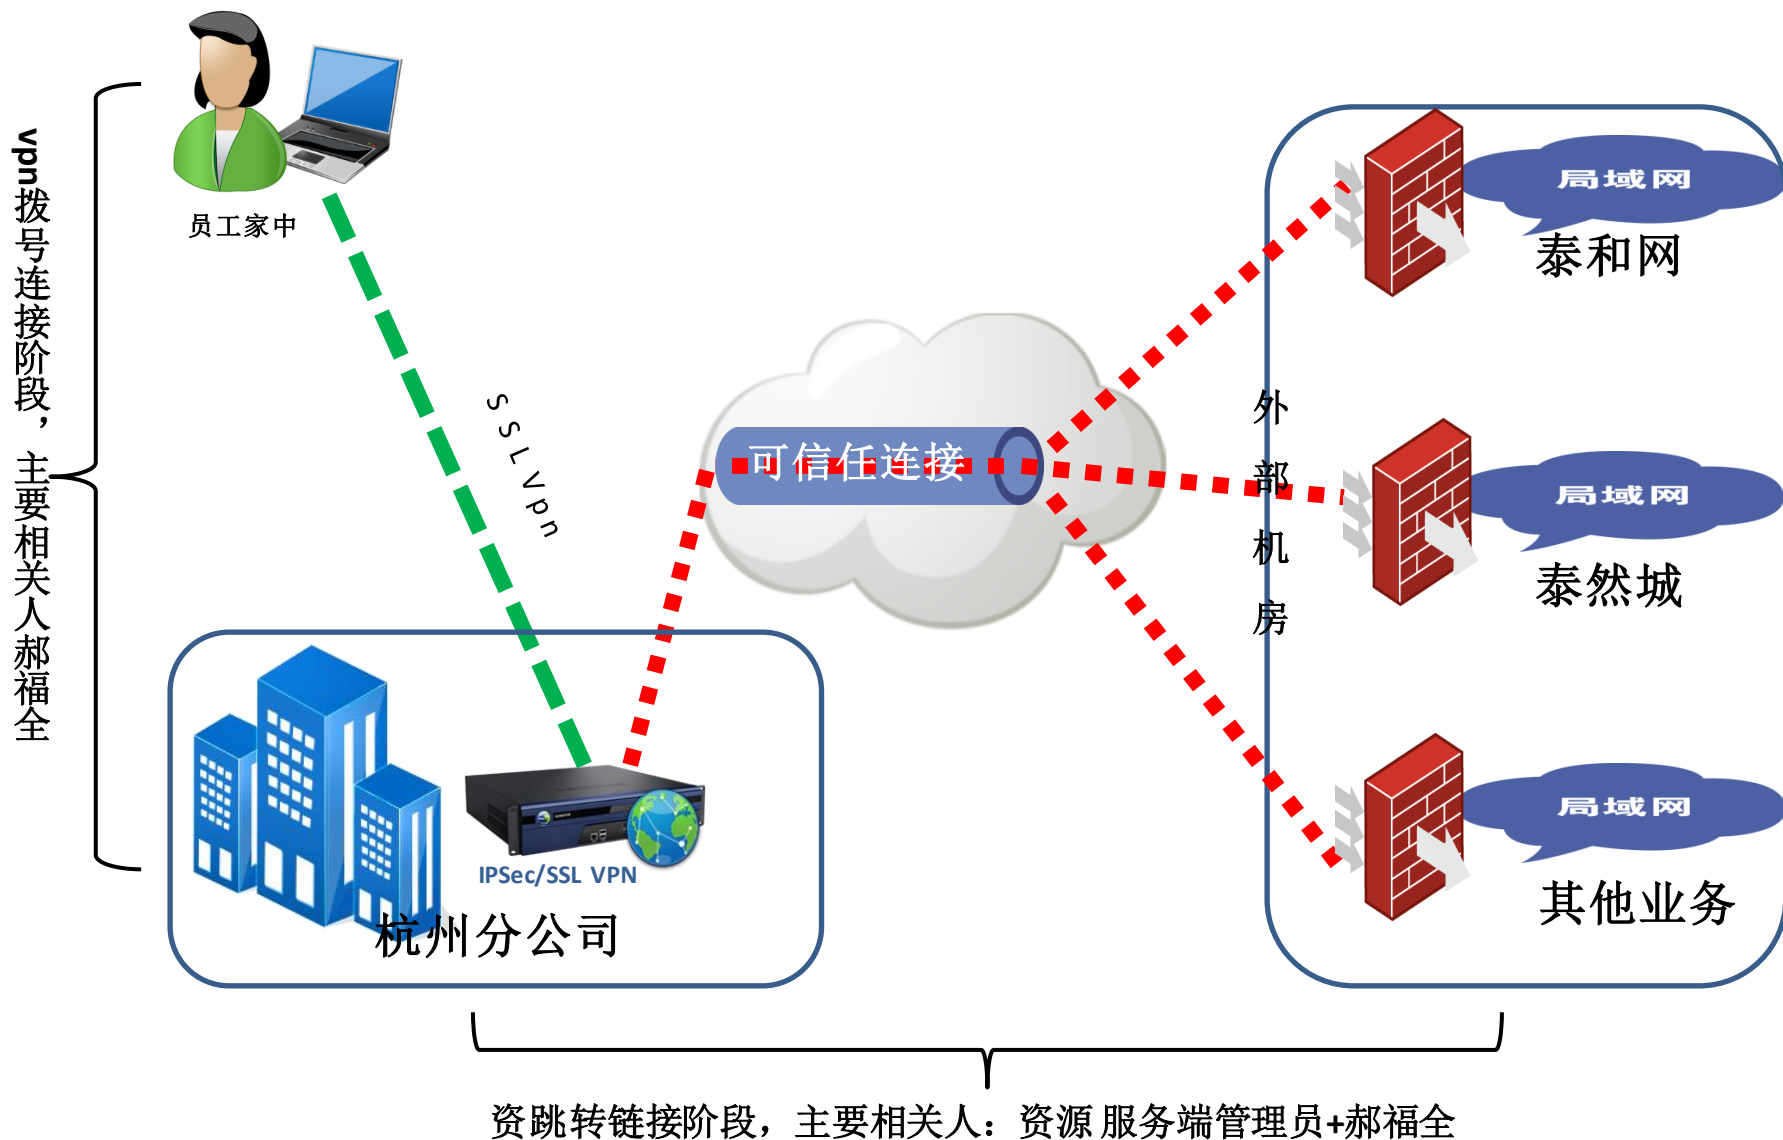 vpn拨号连接阶段，主要相关人郝福全
员工家中
SSLVpn
可信任连接
外部机房
局域网
泰和网
局域网
泰然城
局域网
其他业务
IPSec/SSL VPN
杭州分公司
资跳转链接阶段，主要相关人：资源 服务端管理员+郝福全